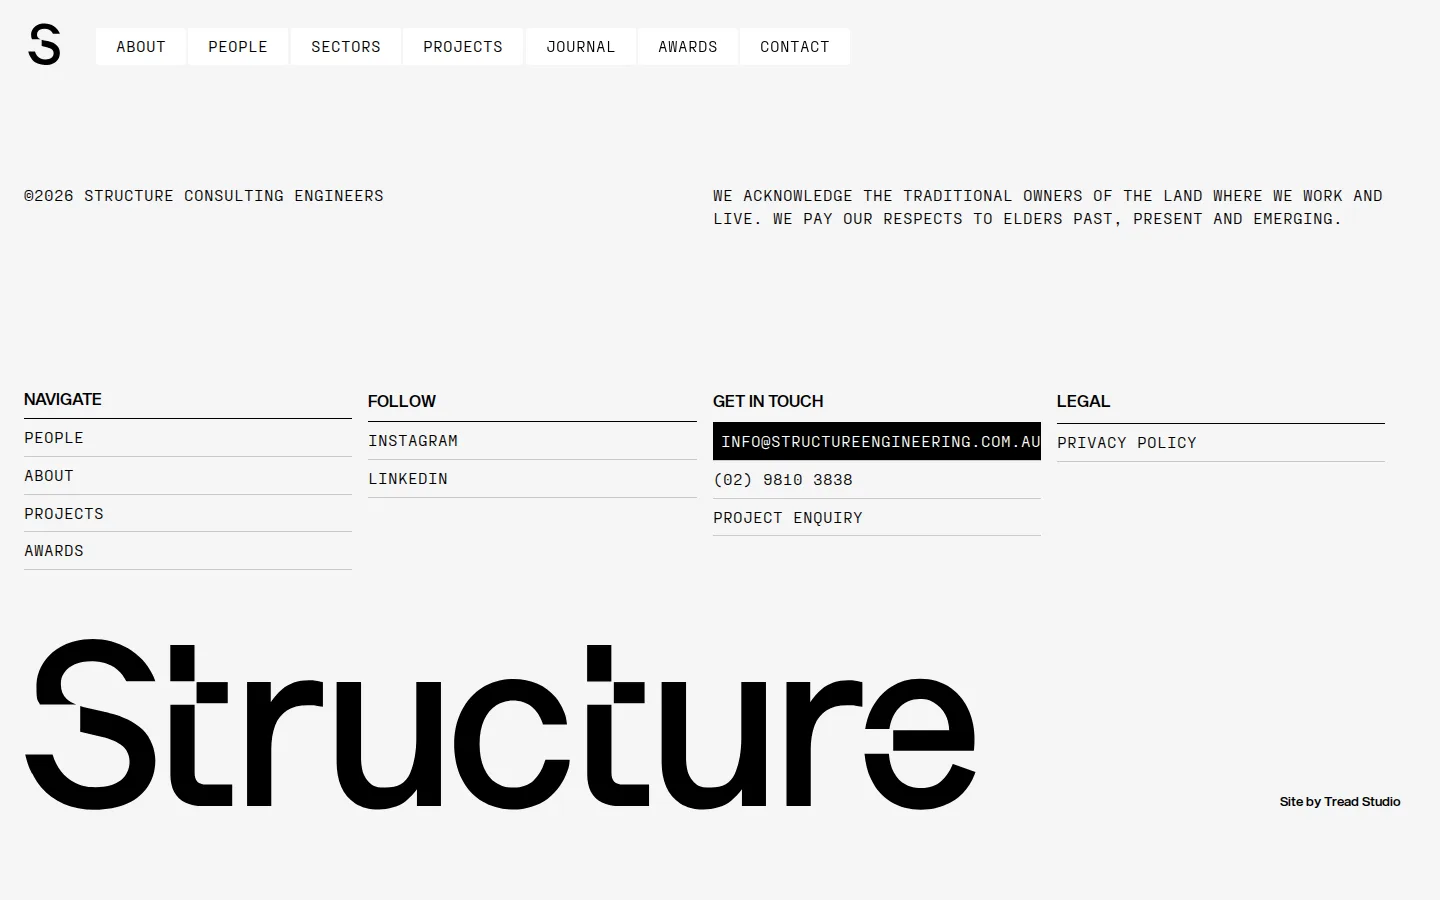 S
ABOUT
PEOPLE
SECTORS
PROJECTS
JOURNAL
AWARDS
CONTACT
©2026 STRUCTURE CONSULTING ENGINEERS
WE ACKNOWLEDGE THE TRADITIONAL OWNERS OF THE LAND WHERE WE WORK AND
LIVE. WE PAY OUR RESPECTS TO ELDERS PAST, PRESENT AND EMERGING.
NAVIGATE
PEOPLE
ABOUT
PROJECTS
AWARDS
FOLLOW
INSTAGRAM
LINKEDIN
GET IN TOUCH
INFO@STRUCTUREENGINEERING.COM.AU
(02) 9810 3838
PROJECT ENQUIRY
LEGAL
PRIVACY POLICY
Structure
Site by Tread Studio